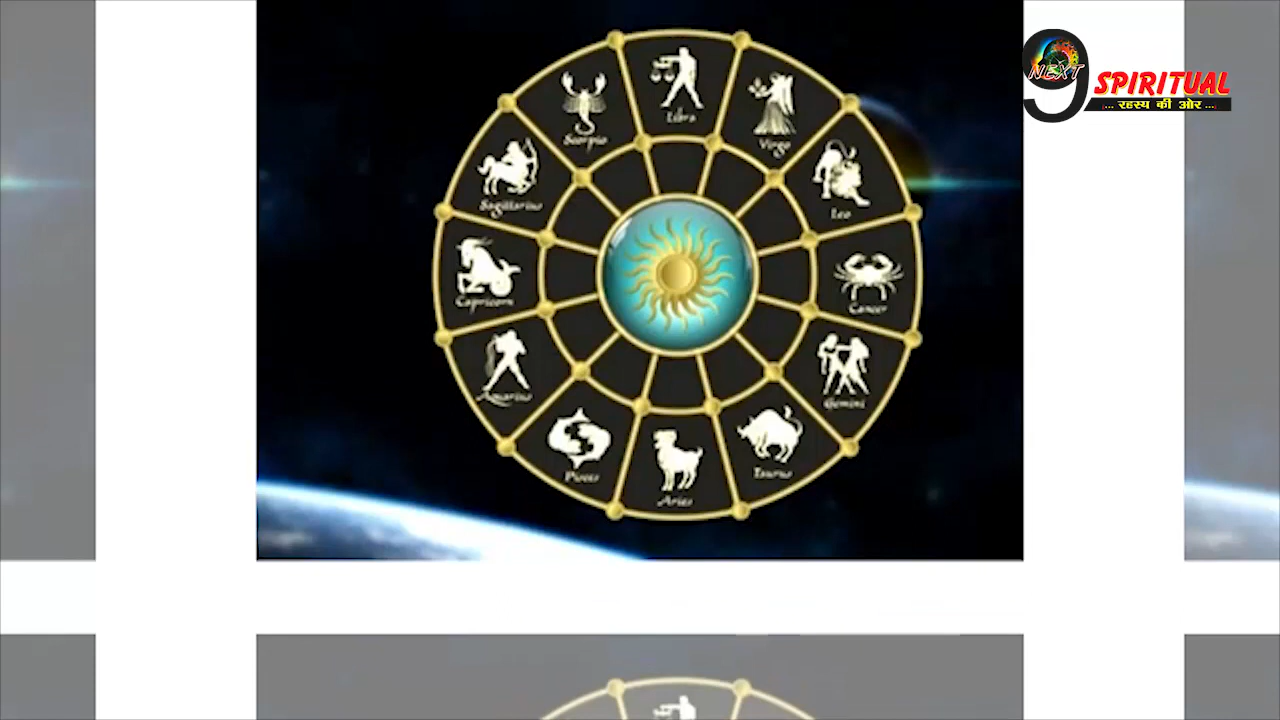 9
NEXT
SPIRITUAL
... रहस्य की ओर ...
Libra
Scorpio
Virgo
Sagittarius
Leo
Capricorn
Cancer
Aquarius
Gemini
Pisces
Taurus
Aries